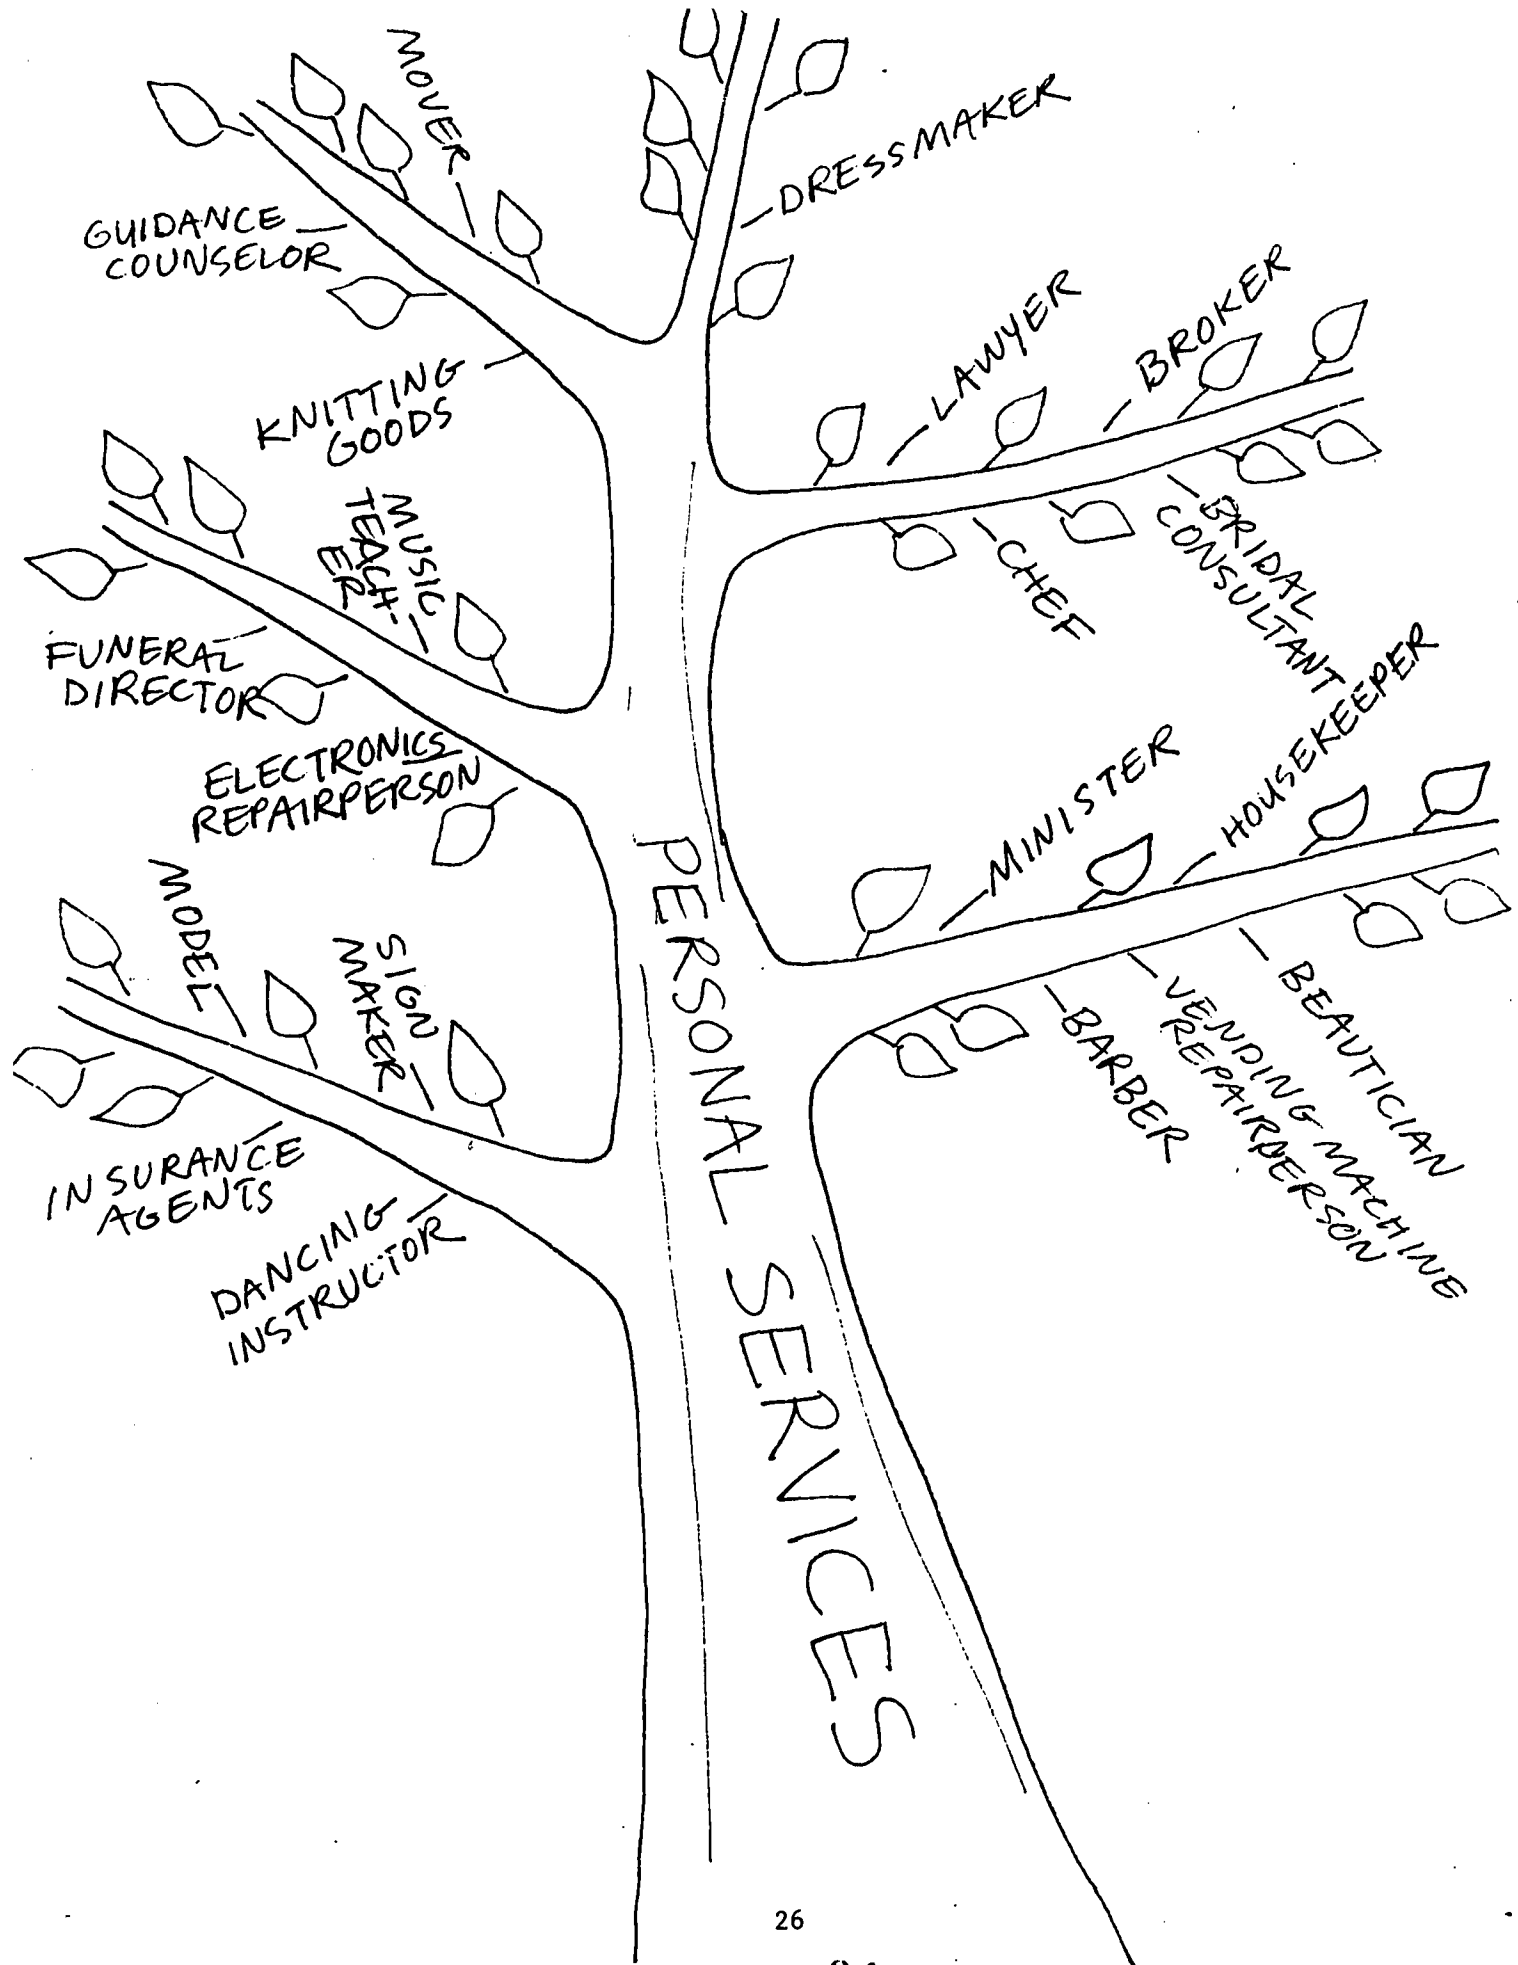 MOVER
DRESSMAKER
GUIDANCE
COUNSELOR
LAWYER
BROKER
KNITTING
GOODS
MUSIC
TEACH-
ER
CHEF
BRIDAL
CONSULTANT
FUNERAL
DIRECTOR
ELECTRONICS
REPAIRPERSON
MINISTER
HOUSEKEEPER
MODEL
SIGN
MAKER
BARBER
VENDING MACHINE
REPAIRPERSON
BEAUTICIAN
INSURANCE
AGENTS
DANCING
INSTRUCTOR
PERSONAL SERVICES
26